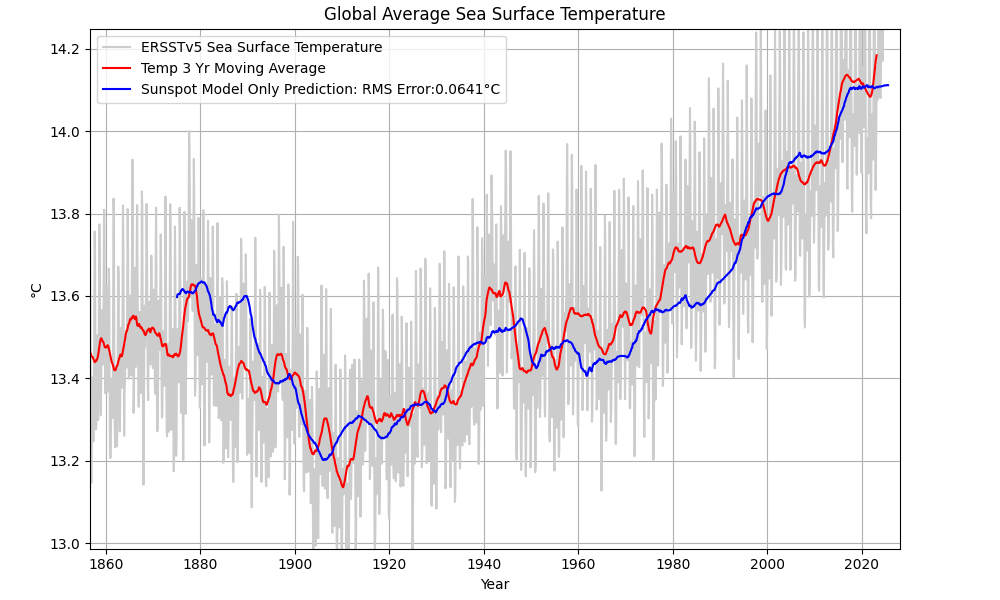 Global Average Sea Surface Temperature
ERSSTv5 Sea Surface Temperature
Temp 3 Yr Moving Average
Sunspot Model Only Prediction: RMS Error:0.0641°C
°C
14.2
14.0
13.8
13.6
13.4
13.2
13.0
1860 1880 1900 1920 1940 1960 1980 2000 2020
Year